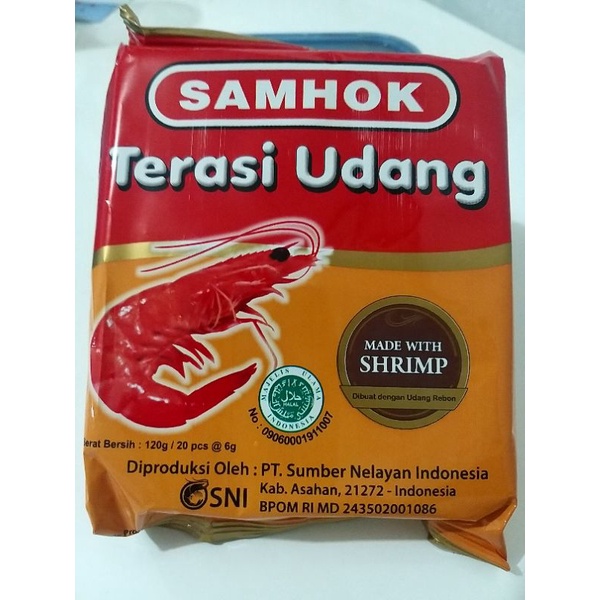 SAMHOK
Terasi Udang
MADE WITH
SHRIMP
Dibuat dengan Udang Rebon
MAJELIS ULAMA
حلال
HALAL
INDONESIA
No : 09060001911007
erat Bersih : 120g / 20 pcs @ 6g
Diproduksi Oleh : PT. Sumber Nelayan Indonesia
SNI
Kab. Asahan, 21272 - Indonesia
BPOM RI MD 243502001086